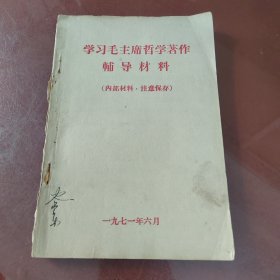 学习毛主席哲学著作
輔导材料
（内部材料·注意保存）
一九七一年六月